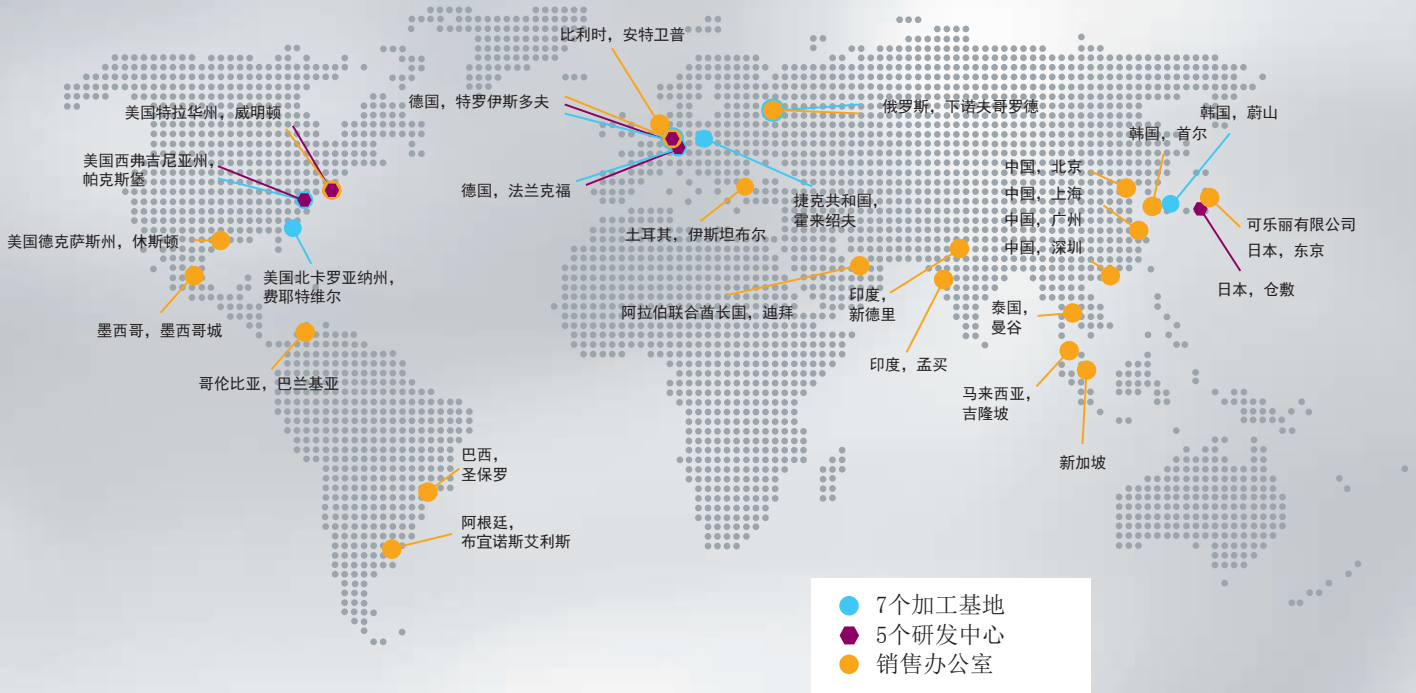 比利时，安特卫普
德国，特罗伊斯多夫
俄罗斯，下诺夫哥罗德
韩国，蔚山
美国特拉华州，威明顿
韩国，首尔
美国西弗吉尼亚州，
帕克斯堡
中国，北京
中国，上海
中国，广州
中国，深圳
德国，法兰克福
捷克共和国，
霍来绍夫
土耳其，伊斯坦布尔
可乐丽有限公司
日本，东京
日本，仓敷
美国德克萨斯州，休斯顿
美国北卡罗亚纳州，
费耶特维尔
阿拉伯联合酋长国，迪拜
印度，
新德里
泰国，
曼谷
墨西哥，墨西哥城
印度，孟买
哥伦比亚，巴兰基亚
马来西亚，
吉隆坡
新加坡
巴西，
圣保罗
阿根廷，
布宜诺斯艾利斯
7个加工基地
5个研发中心
销售办公室